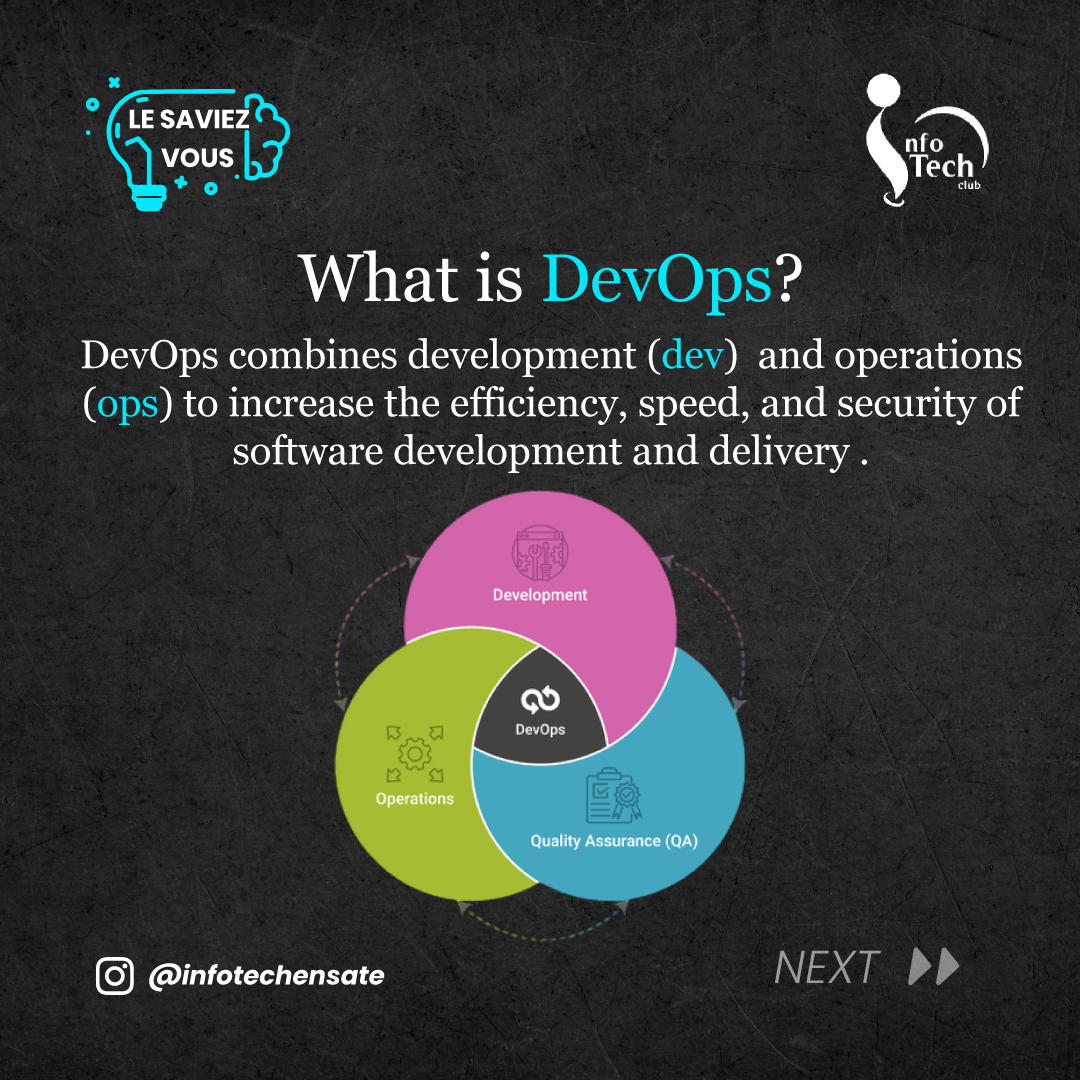 LE SAVIEZ
VOUS
nfo
Tech
club
What is DevOps?
DevOps combines development (dev)  and operations
(ops) to increase the efficiency, speed, and security of
software development and delivery .
Development
DevOps
Operations
Quality Assurance (QA)
@infotechensate
NEXT